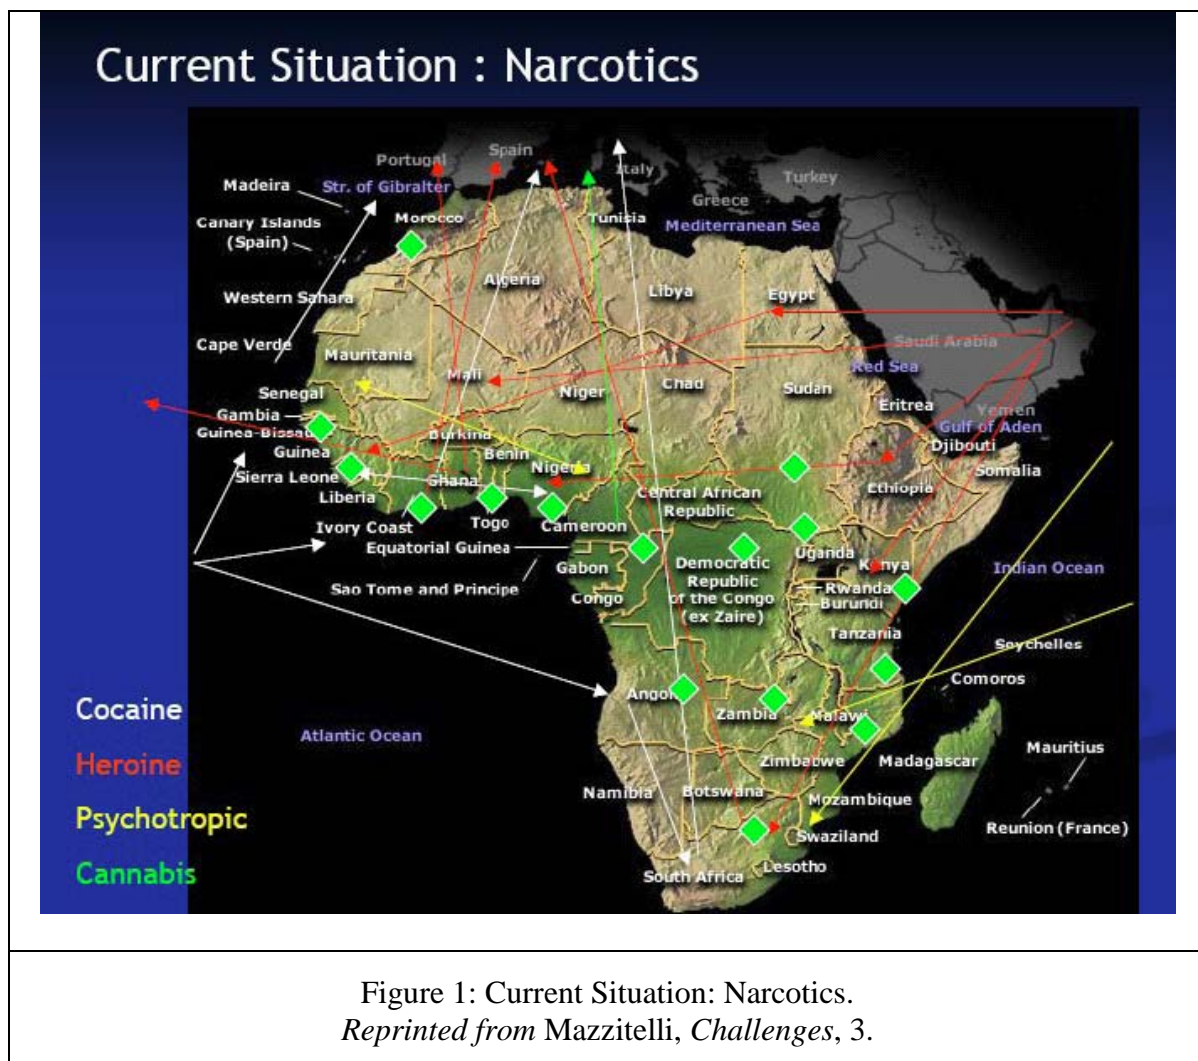 Current Situation : Narcotics
Portugal
Spain
Italy
Turkey
Greece
Madeira
Str. of Gibralter
Canary Islands
(Spain)
Morocco
Tunisia
Mediterranean Sea
Algeria
Libya
Egypt
Western Sahara
Cape Verde
Mauritania
Mali
Niger
Chad
Sudan
Saudi Arabia
Red Sea
Eritrea
Yemen
Gulf of Aden
Djibouti
Somalia
Senegal
Gambia
Guinea-Bissau
Guinea
Burkina
Benin
Nigeria
Sierra Leone
Ghana
Liberia
Central African
Republic
Ethiopia
Ivory Coast
Togo
Cameroon
Equatorial Guinea
Gabon
Sao Tome and Principe
Congo
Democratic
Republic
of the Congo
(ex Zaire)
Uganda
Kenya
Rwanda
Burundi
Indian Ocean
Tanzania
Seychelles
Comoros
Angola
Zambia
Malawi
Atlantic Ocean
Zimbabwe
Madagascar
Mauritius
Namibia
Botswana
Mozambique
Reunion (France)
Swaziland
Lesotho
South Africa
Cocaine
Heroine
Psychotropic
Cannabis
Figure 1: Current Situation: Narcotics.
Reprinted from Mazzitelli, Challenges, 3.